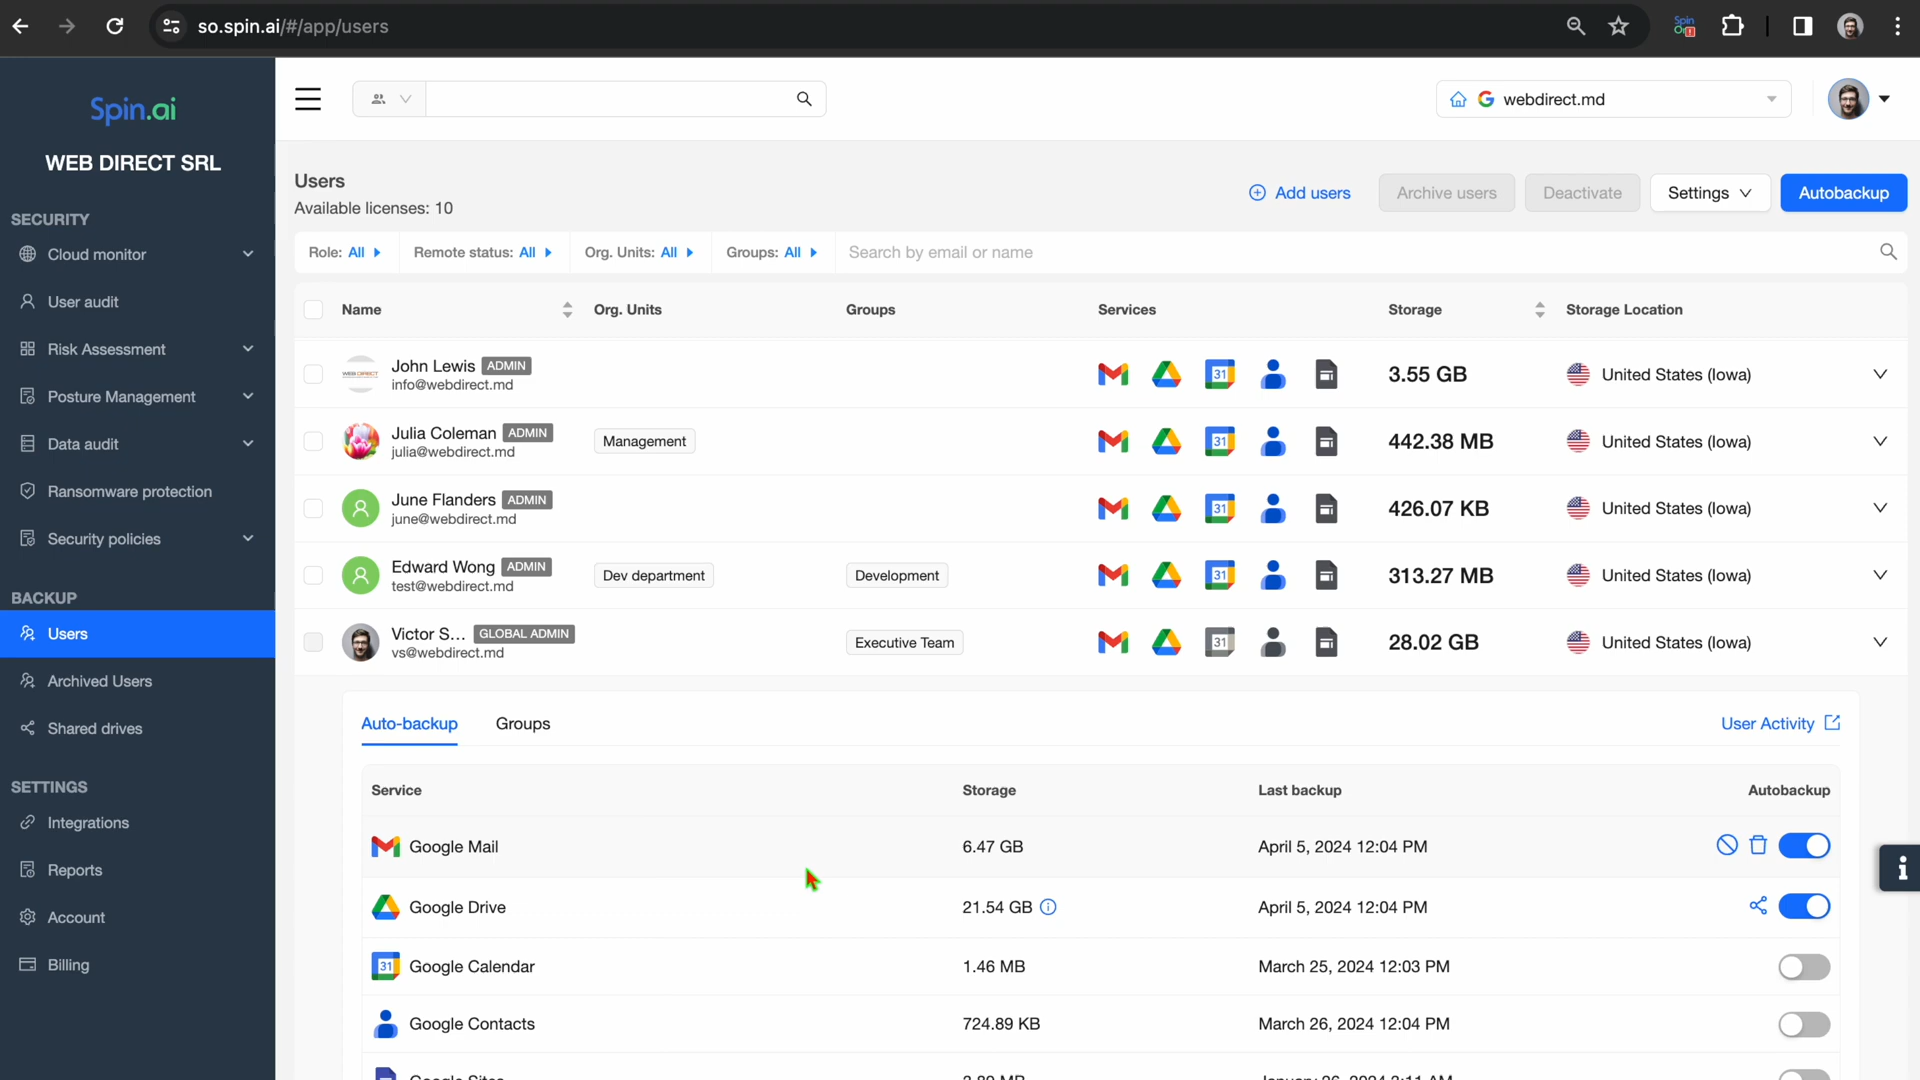 so.spin.ai/#/app/users
Spin
Spin.ai
WEB DIRECT SRL
SECURITY
Cloud monitor
User audit
Risk Assessment
Posture Management
Data audit
Ransomware protection
Security policies
BACKUP
Users
Archived Users
Shared drives
SETTINGS
Integrations
Reports
Account
Billing
webdirect.md
Users
Available licenses: 10
Add users
Archive users
Deactivate
Settings
Autobackup
Role: All
Remote status: All
Org. Units: All
Groups: All
Search by email or name
Name Org. Units Groups Services Storage Storage Location
WEB DIRECT John Lewis ADMIN 31 3.55 GB United States (Iowa)
info@webdirect.md
Julia Coleman ADMIN Management 31 442.38 MB United States (Iowa)
julia@webdirect.md
June Flanders ADMIN 31 426.07 KB United States (Iowa)
june@webdirect.md
Edward Wong ADMIN Dev department Development 31 313.27 MB United States (Iowa)
test@webdirect.md
Victor S... GLOBAL ADMIN Executive Team 31 28.02 GB United States (Iowa)
vs@webdirect.md
Auto-backup Groups User Activity
Service Storage Last backup Autobackup
Google Mail 6.47 GB April 5, 2024 12:04 PM
Google Drive 21.54 GB April 5, 2024 12:04 PM
31 Google Calendar 1.46 MB March 25, 2024 12:03 PM
Google Contacts 724.89 KB March 26, 2024 12:04 PM
Google Sites